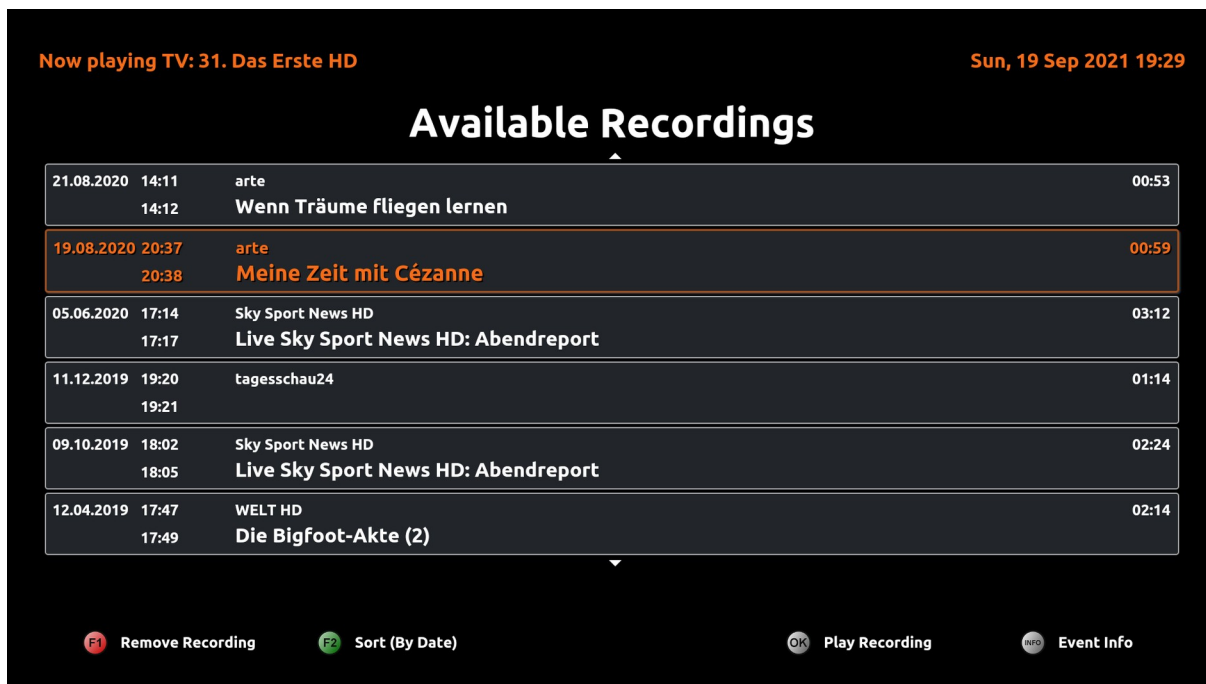 Now playing TV: 31. Das Erste HD Sun, 19 Sep 2021 19:29
Available Recordings
21.08.2020 14:11 arte 00:53
14:12 Wenn Träume fliegen lernen
19.08.2020 20:37 arte 00:59
20:38 Meine Zeit mit Cézanne
05.06.2020 17:14 Sky Sport News HD 03:12
17:17 Live Sky Sport News HD: Abendreport
11.12.2019 19:20 tagesschau24 01:14
19:21
09.10.2019 18:02 Sky Sport News HD 02:24
18:05 Live Sky Sport News HD: Abendreport
12.04.2019 17:47 WELT HD 02:14
17:49 Die Bigfoot-Akte (2)
F1 Remove Recording F2 Sort (By Date) OK Play Recording INFO Event Info